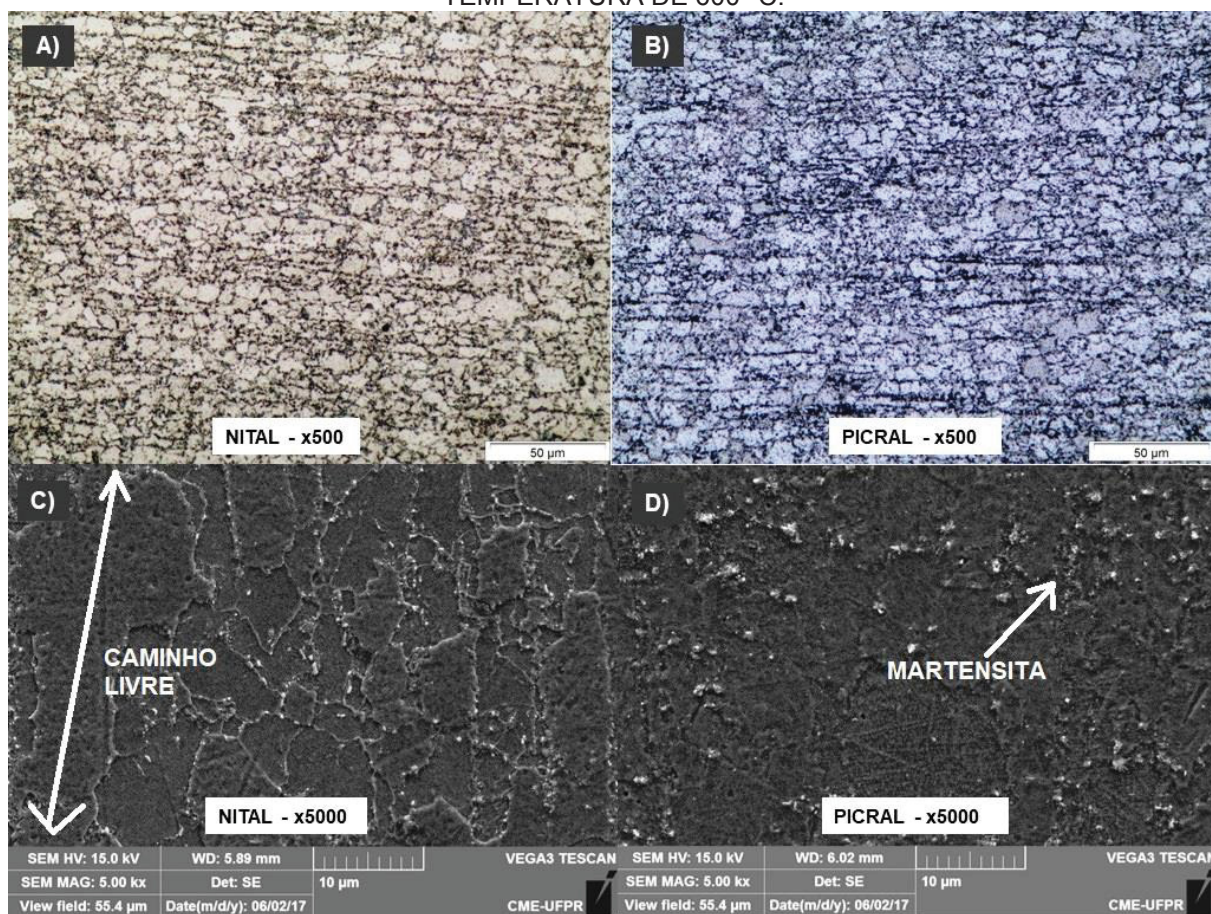 A)
B)
NITAL - x500
50 µm
PICRAL - x500
50 µm
C)
CAMINHO
LIVRE
NITAL - x5000
D)
MARTENSITA
PICRAL - x5000
SEM HV: 15.0 kV WD: 5.89 mm VEGA3 TESCAN
SEM MAG: 5.00 kx Det: SE 10 µm
View field: 55.4 µm Date(m/d/y): 06/02/17 CME-UFPR
SEM HV: 15.0 kV WD: 6.02 mm VEGA3 TESCAN
SEM MAG: 5.00 kx Det: SE 10 µm
View field: 55.4 µm Date(m/d/y): 06/02/17 CME-UFPR